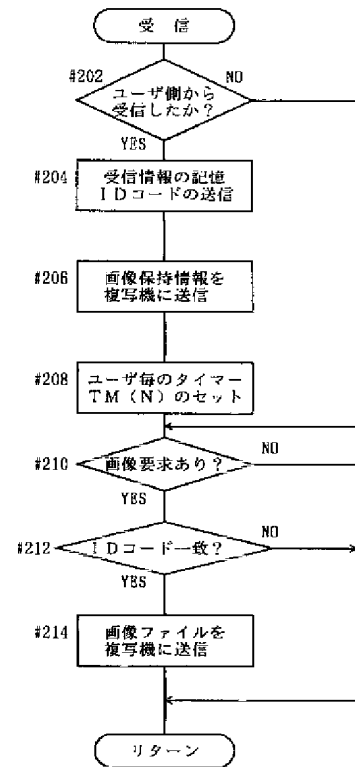 受信
#202
ユーザ側から
受信したか？
NO
YES
#204
受信情報の記憶
IDコードの送信
#206
画像保持情報を
複写機に送信
#208
ユーザ毎のタイマー
TM(N)のセット
#210
画像要求あり？
NO
YES
#212
IDコード一致？
NO
YES
#214
画像ファイルを
複写機に送信
リターン